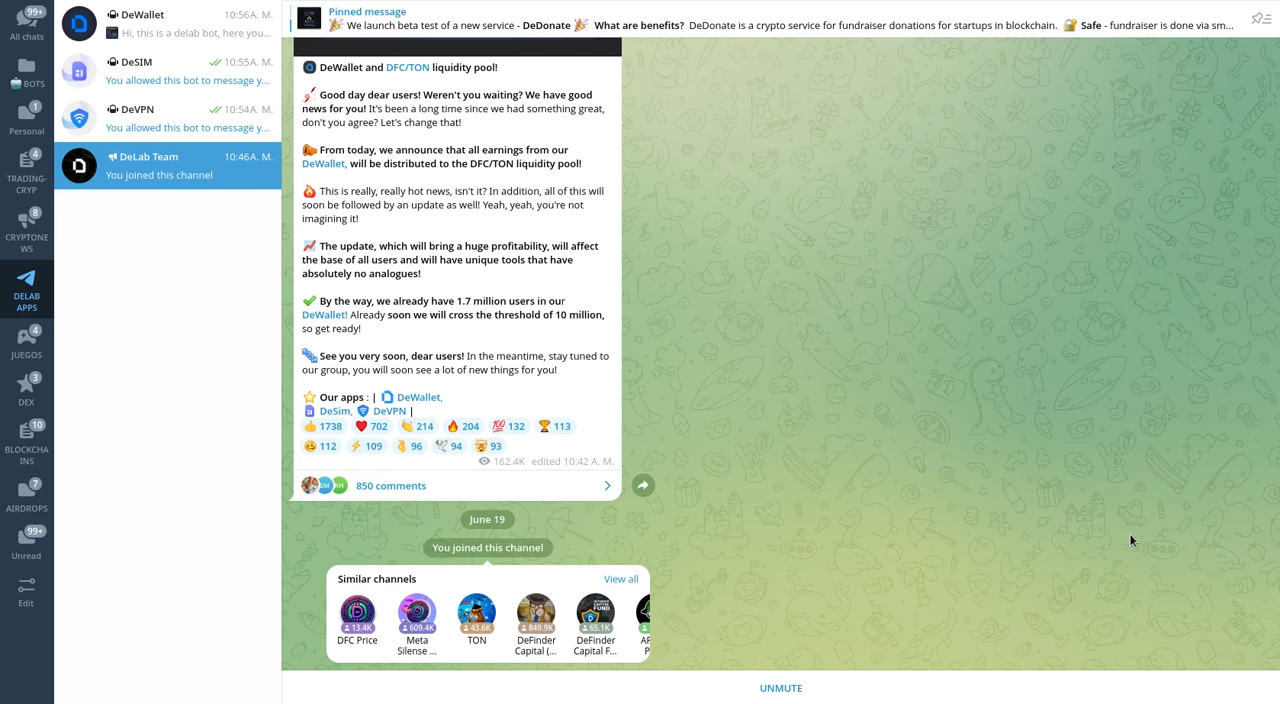 99+
All chats
BOTS
1
Personal
4
TRADING-
CRYP
8
CRYPTONE
WS
DELAB
APPS
4
JUEGOS
3
DEX
10
BLOCKCHA
INS
7
AIRDROPS
99+
Unread
Edit
DeWallet 10:56A. M.
Hi, this is a delab bot, here you...
DeSIM 10:55A. M.
You allowed this bot to message y...
DeVPN 10:54A. M.
You allowed this bot to message y...
DeLab Team 10:46A. M.
You joined this channel
Pinned message
We launch beta test of a new service - DeDonate What are benefits? DeDonate is a crypto service for fundraiser donations for startups in blockchain. Safe - fundraiser is done via sm...
DeWallet and DFC/TON liquidity pool!
Good day dear users! Weren't you waiting? We have good
news for you! It's been a long time since we had something great,
don't you agree? Let's change that!
From today, we announce that all earnings from our
DeWallet, will be distributed to the DFC/TON liquidity pool!
This is really, really hot news, isn't it? In addition, all of this will
soon be followed by an update as well! Yeah, yeah, you're not
imagining it!
The update, which will bring a huge profitability, will affect
the base of all users and will have unique tools that have
absolutely no analogues!
By the way, we already have 1.7 million users in our
DeWallet! Already soon we will cross the threshold of 10 million,
so get ready!
See you very soon, dear users! In the meantime, stay tuned to
our group, you will soon see a lot of new things for you!
Our apps : | DeWallet,
DeSim, DeVPN |
1738 702 214 204 132 113
112 109 96 94 93
162.4K edited 10:42 A. M.
SM KH 850 comments
June 19
You joined this channel
Similar channels View all
13.4K 609.4K 43.6K 849.9K 65.1K
DFC Price Meta TON DeFinder DeFinder
Silense ... Capital (... Capital F...
UNMUTE